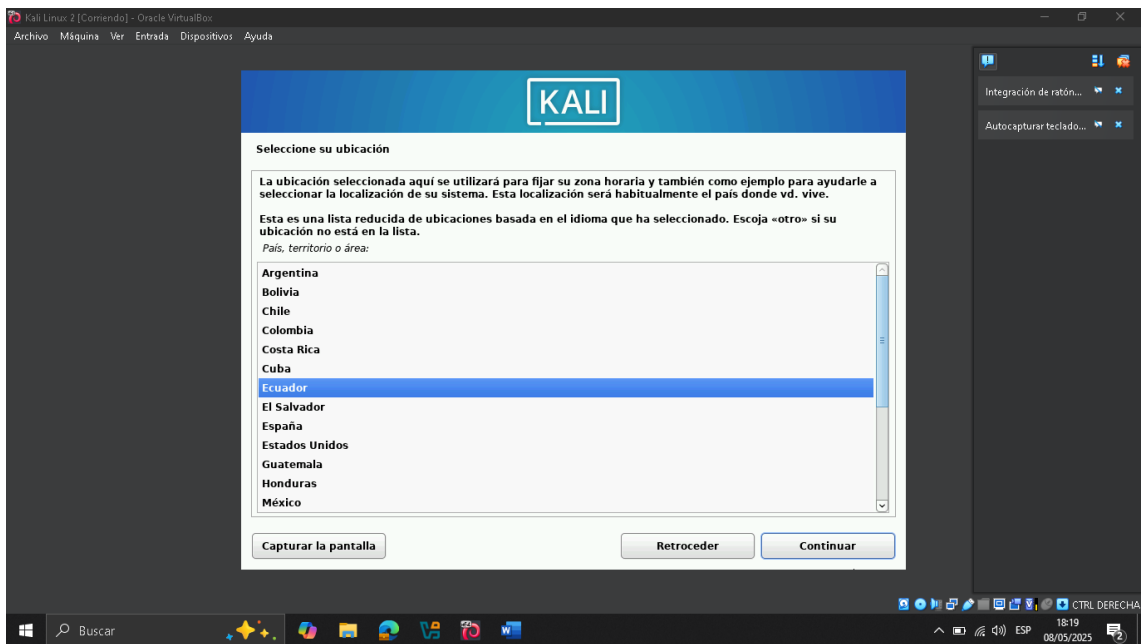 Kali Linux 2 [Corriendo] - Oracle VirtualBox
Archivo Máquina Ver Entrada Dispositivos Ayuda
Integración de ratón...
Autocapturar teclado...
KALI
Seleccione su ubicación
La ubicación seleccionada aquí se utilizará para fijar su zona horaria y también como ejemplo para ayudarle a
seleccionar la localización de su sistema. Esta localización será habitualmente el país donde vd. vive.
Esta es una lista reducida de ubicaciones basada en el idioma que ha seleccionado. Escoja «otro» si su
ubicación no está en la lista.
País, territorio o área:
Argentina
Bolivia
Chile
Colombia
Costa Rica
Cuba
Ecuador
El Salvador
España
Estados Unidos
Guatemala
Honduras
México
Capturar la pantalla
Retroceder
Continuar
CTRL DERECHA
Buscar
ESP
18:19
08/05/2025